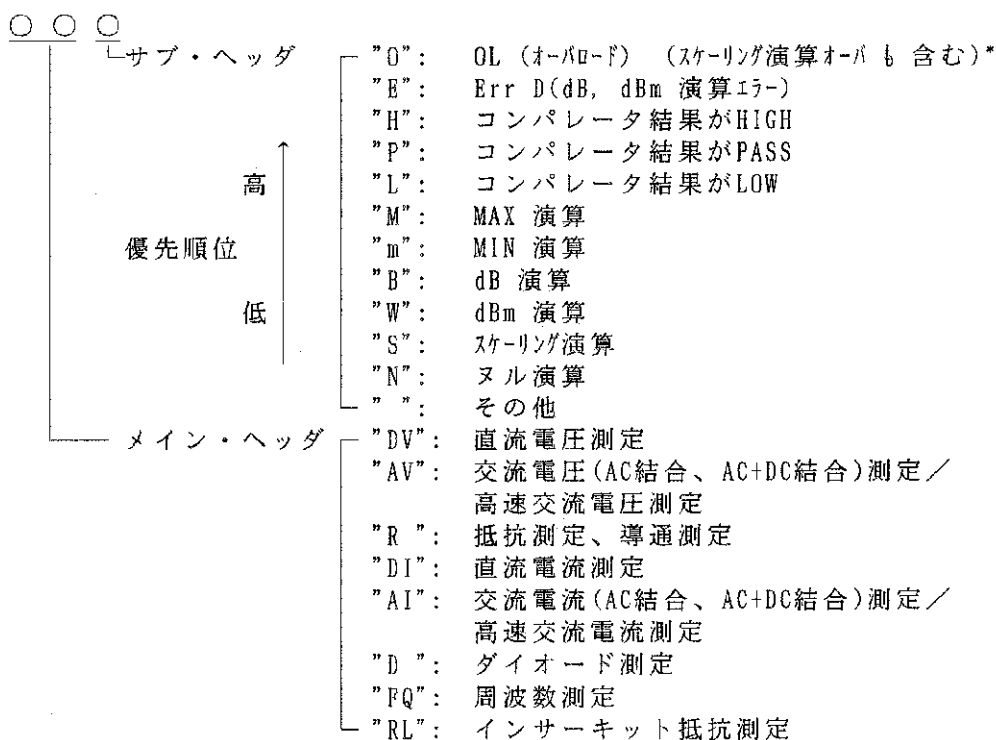 ○ ○ ○
サブ・ヘッダ "O": OL (ｵｰﾊﾞﾛｰﾄﾞ) (ｽｹｰﾘﾝｸﾞ演算ｵｰﾊﾞ も 含む)*
"E": Err D(dB, dBm 演算ｴﾗｰ)
"H": コンパレータ結果がHIGH
"P": コンパレータ結果がPASS
高 "L": コンパレータ結果がLOW
"M": MAX 演算
優先順位 "m": MIN 演算
"B": dB 演算
低 "W": dBm 演算
"S": ｽｹｰﾘﾝｸﾞ演算
"N": ヌル演算
" ": その他
メイン・ヘッダ "DV": 直流電圧測定
"AV": 交流電圧(AC結合、AC+DC結合)測定／
高速交流電圧測定
"R ": 抵抗測定、導通測定
"DI": 直流電流測定
"AI": 交流電流(AC結合、AC+DC結合)測定／
高速交流電流測定
"D ": ダイオード測定
"FQ": 周波数測定
"RL": インサーキット抵抗測定